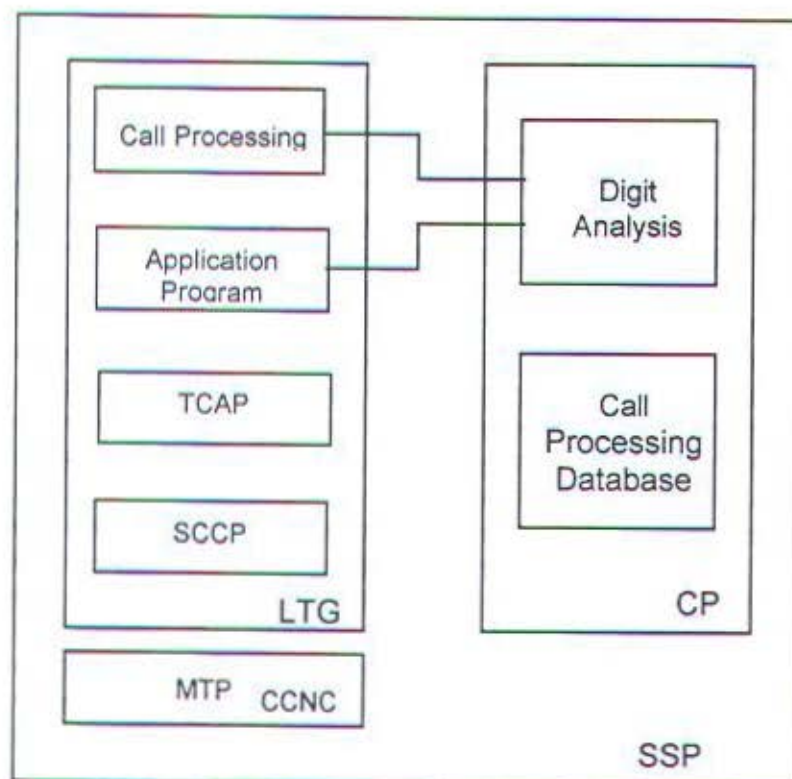 Call Processing
Application
Program
TCAP
SCCP
LTG
MTP
CCNC
Digit
Analysis
Call
Processing
Database
CP
SSP